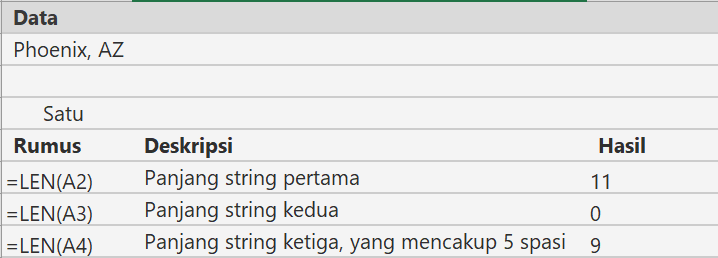 Data
Phoenix, AZ
Satu
Rumus Deskripsi Hasil
=LEN(A2) Panjang string pertama 11
=LEN(A3) Panjang string kedua 0
=LEN(A4) Panjang string ketiga, yang mencakup 5 spasi 9